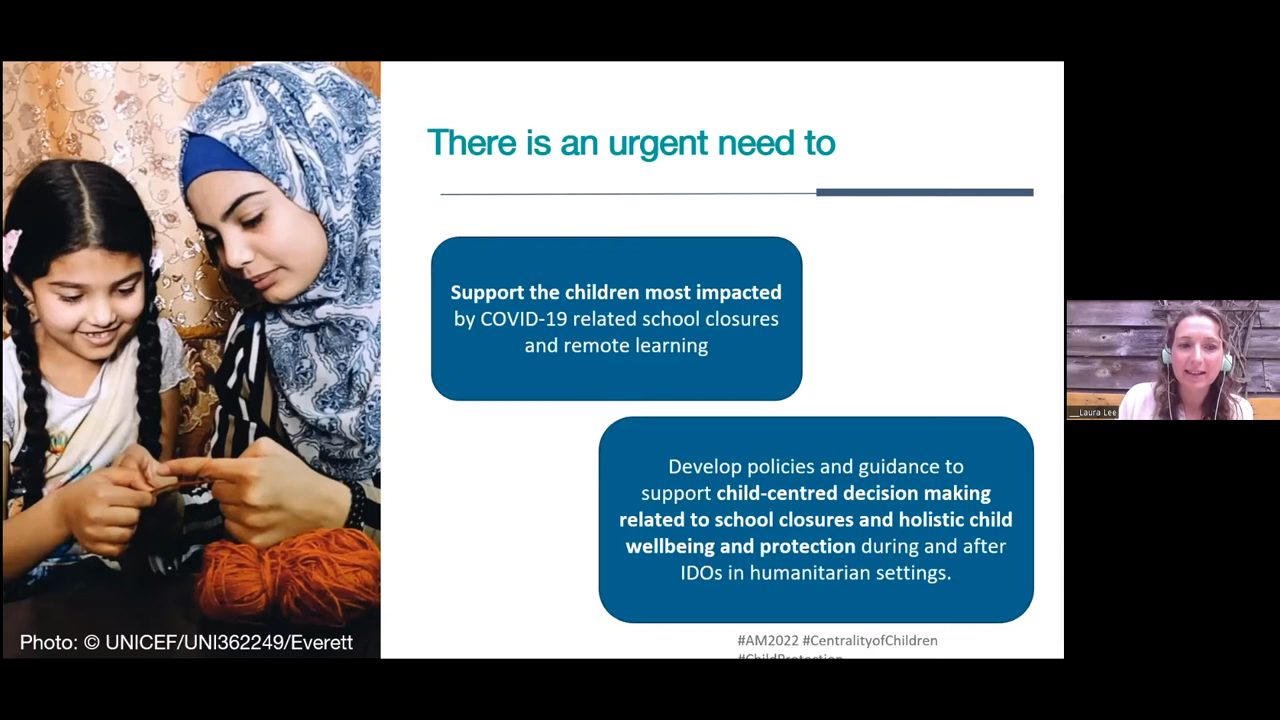 There is an urgent need to
Support the children most impacted
by COVID-19 related school closures
and remote learning
Develop policies and guidance to
support child-centred decision making
related to school closures and holistic child
wellbeing and protection during and after
IDOs in humanitarian settings.
#AM2022 #CentralityofChildren
#ChildProtection
Photo: © UNICEF/UNI362249/Everett
__Laura Lee